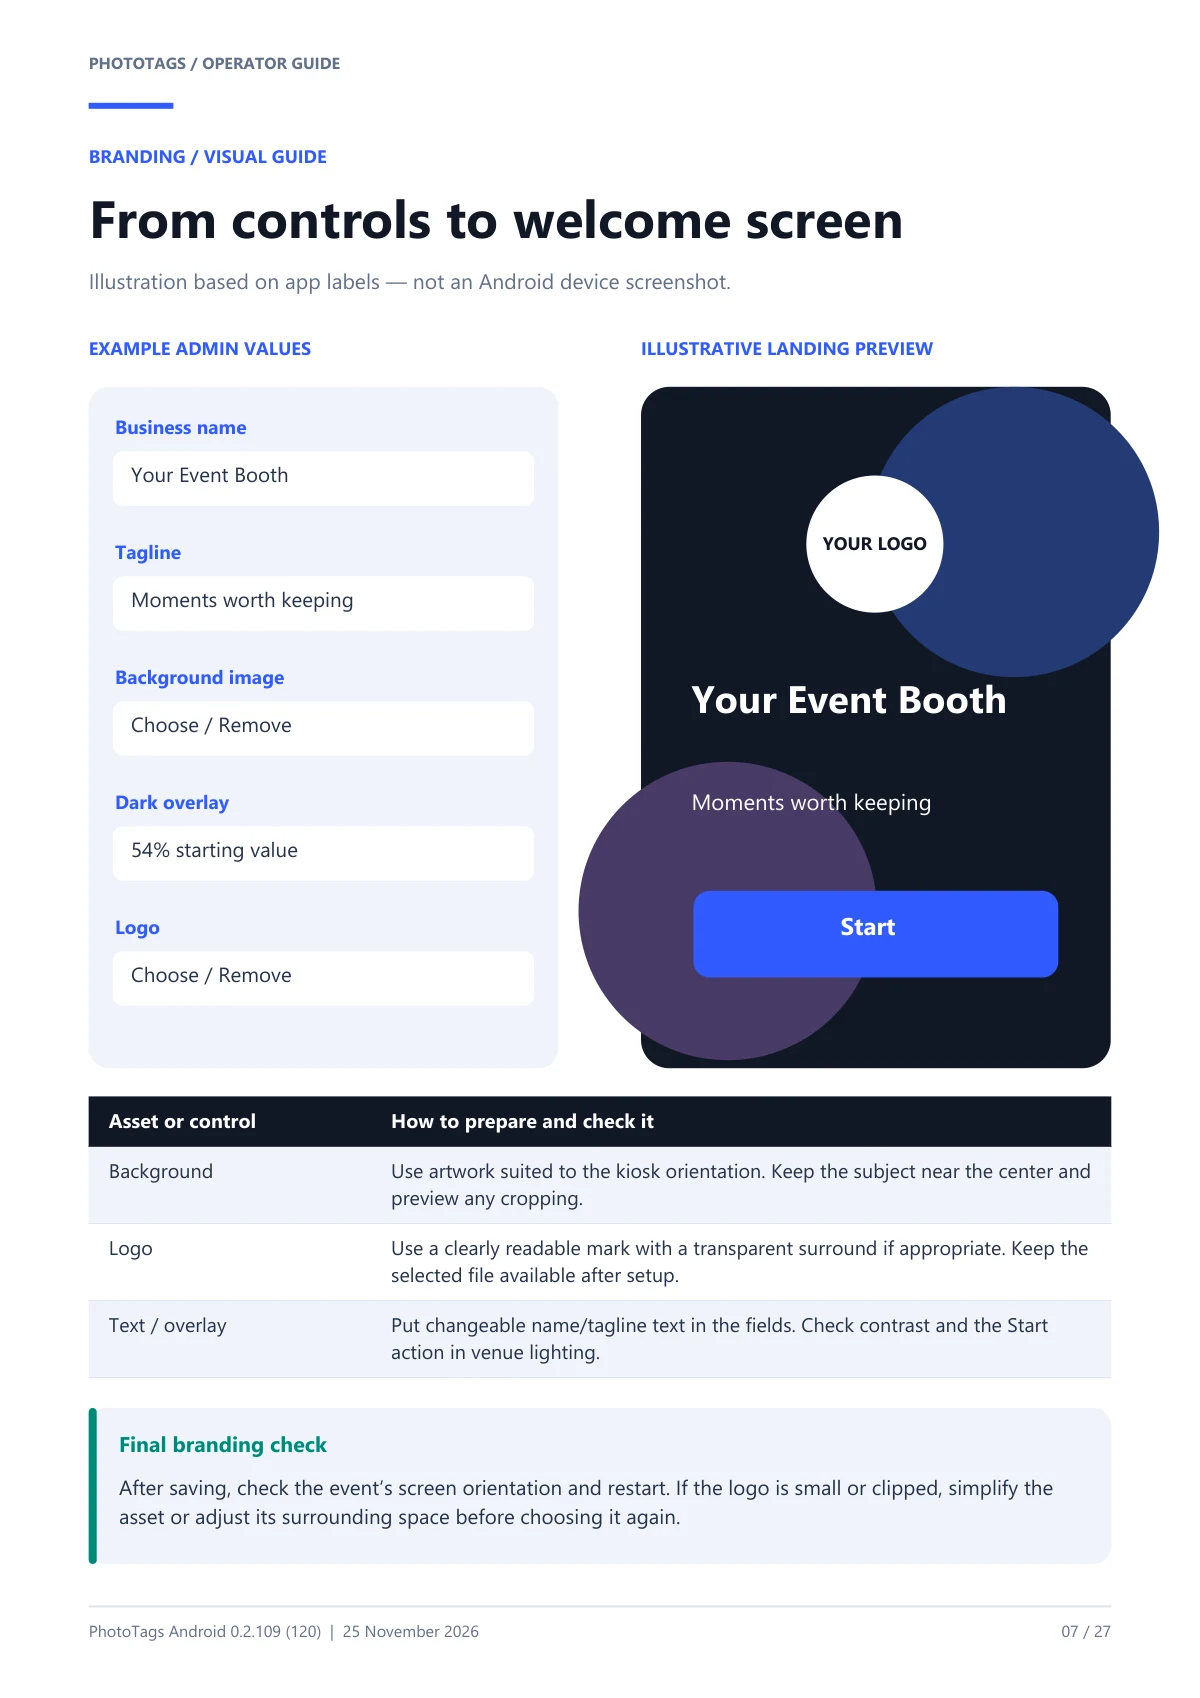 PHOTOTAGS / OPERATOR GUIDE
BRANDING / VISUAL GUIDE
From controls to welcome screen
Illustration based on app labels — not an Android device screenshot.
EXAMPLE ADMIN VALUES
Business name
Your Event Booth
Tagline
Moments worth keeping
Background image
Choose / Remove
Dark overlay
54% starting value
Logo
Choose / Remove
ILLUSTRATIVE LANDING PREVIEW
YOUR LOGO
Your Event Booth
Moments worth keeping
Start
Asset or control
How to prepare and check it
Background
Use artwork suited to the kiosk orientation. Keep the subject near the center and
preview any cropping.
Logo
Use a clearly readable mark with a transparent surround if appropriate. Keep the
selected file available after setup.
Text / overlay
Put changeable name/tagline text in the fields. Check contrast and the Start
action in venue lighting.
Final branding check
After saving, check the event’s screen orientation and restart. If the logo is small or clipped, simplify the
asset or adjust its surrounding space before choosing it again.
PhotoTags Android 0.2.109 (120) | 25 November 2026
07 / 27